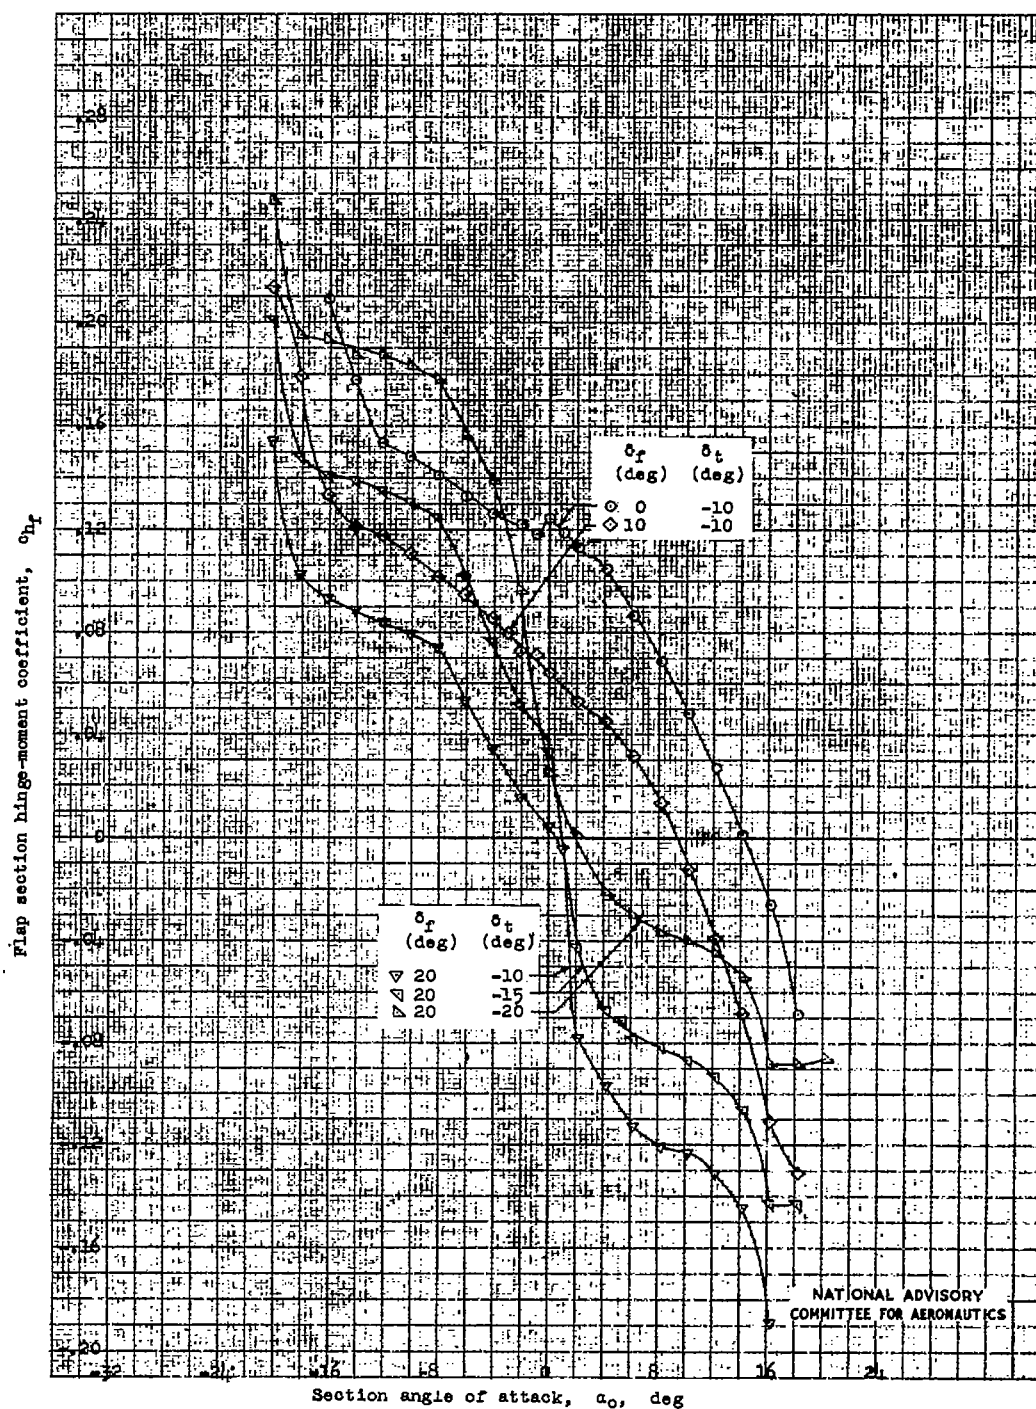 .28
.24
.20
.16
.12
.08
.04
0
-.04
-.08
-.12
-.16
-.20
Flap section hinge-moment coefficient, chf
δf δt
(deg) (deg)
0 -10
10 -10
δf δt
(deg) (deg)
20 -10
20 -15
20 -20
NATIONAL ADVISORY
COMMITTEE FOR AERONAUTICS
-32 -24 -16 -8 0 8 16 24
Section angle of attack, αo, deg